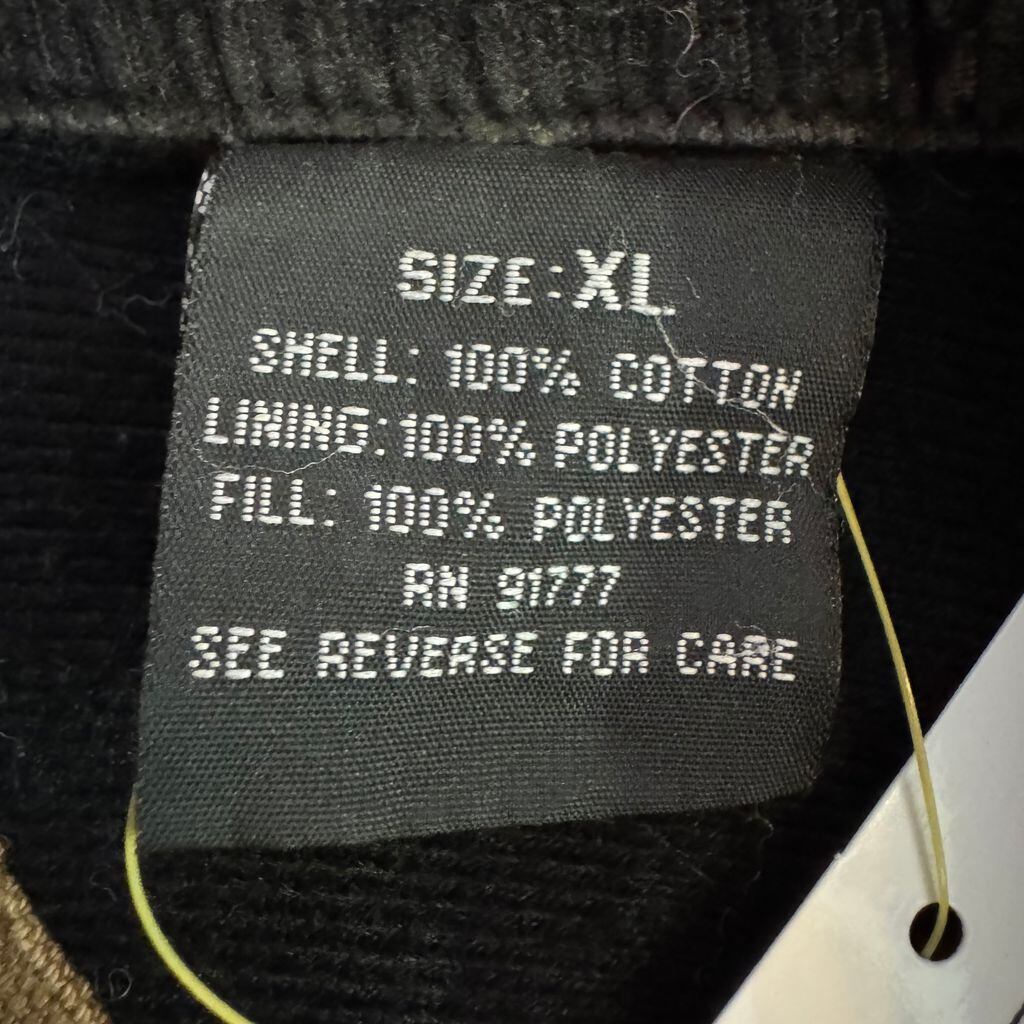 SIZE: XL
SHELL: 100% COTTON
LINING: 100% POLYESTER
FILL: 100% POLYESTER
RN 91777
SEE REVERSE FOR CARE